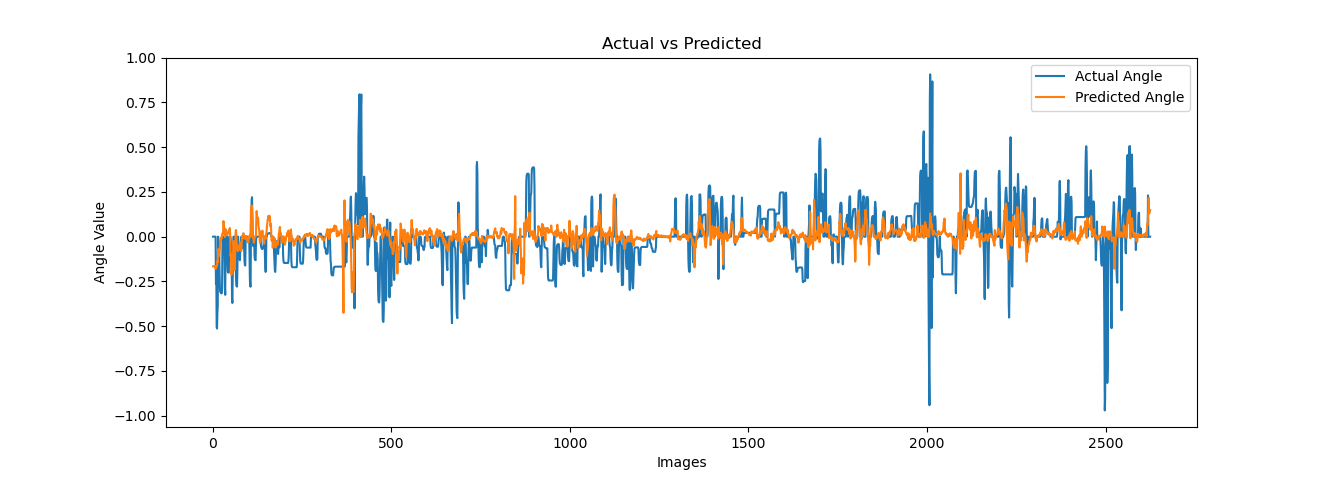 Actual vs Predicted
1.00
0.75
0.50
0.25
0.00
−0.25
−0.50
−0.75
−1.00
Angle Value
Actual Angle
Predicted Angle
0 500 1000 1500 2000 2500
Images